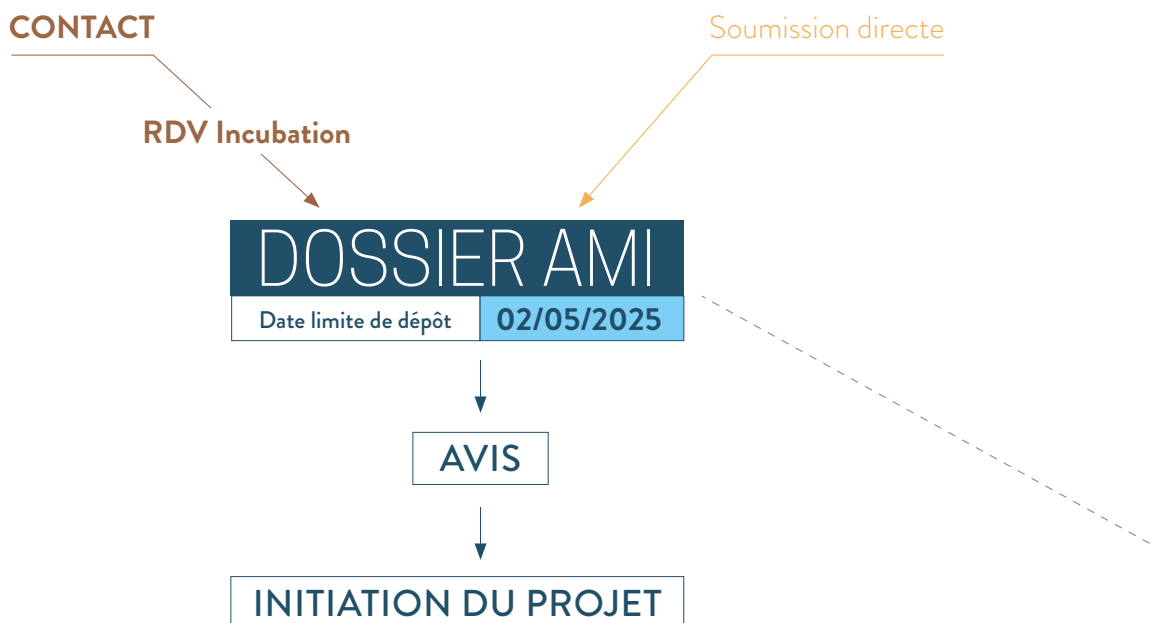 CONTACT
Soumission directe
RDV Incubation
DOSSIER AMI
Date limite de dépôt 02/05/2025
AVIS
INITIATION DU PROJET